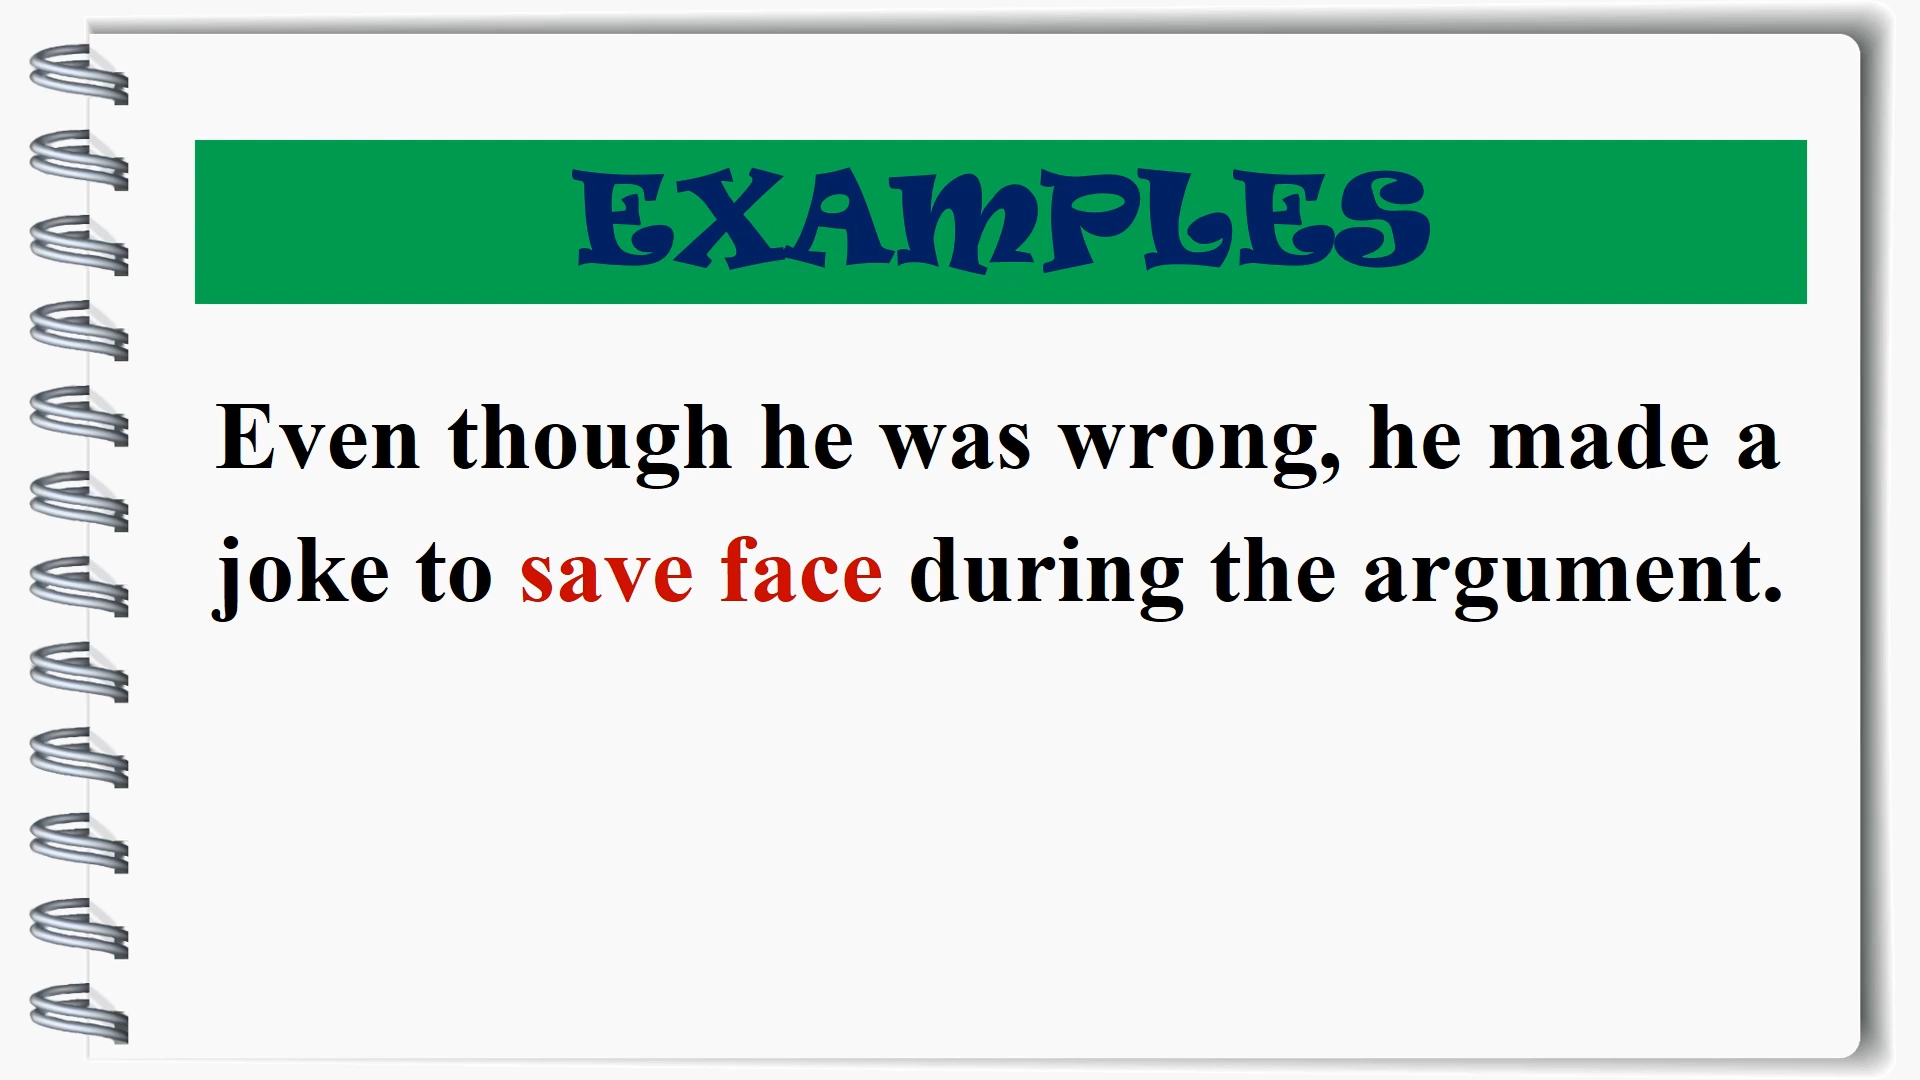 EXAMPLES
Even though he was wrong, he made a
joke to save face during the argument.